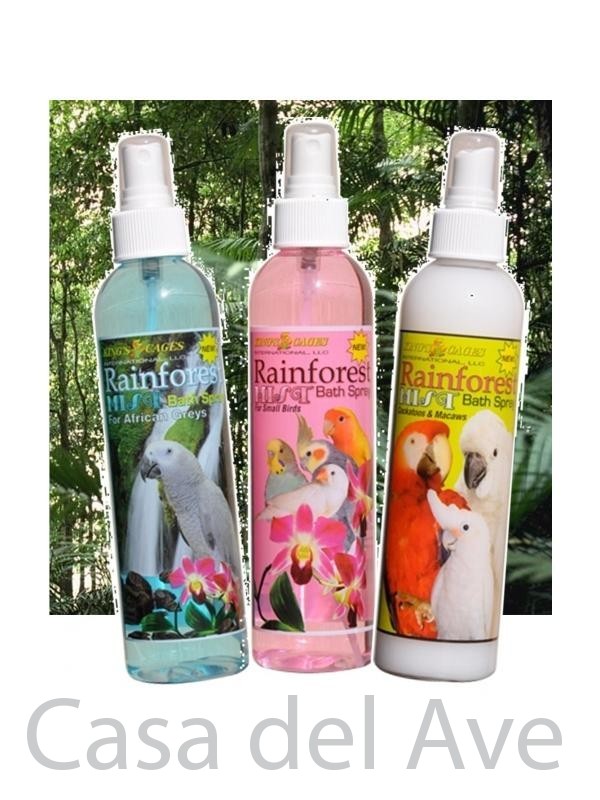 KING'S CAGES
INTERNATIONAL, LLC
NEW
Rainforest
MIST Bath Spray
For African Greys
KING'S CAGES
INTERNATIONAL, LLC
NEW
Rainforest
MIST Bath Spray
For Small Birds
KING'S CAGES
INTERNATIONAL, LLC
NEW
Rainforest
MIST Bath Spray
Cockatoos & Macaws
Casa del Ave